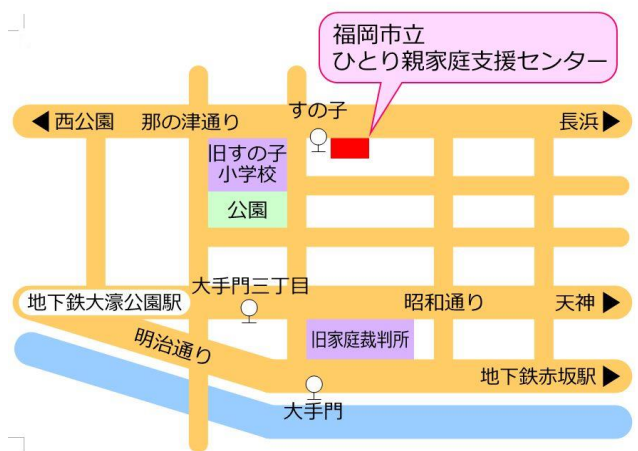 福岡市立
ひとり親家庭支援センター
すの子
◀西公園
那の津通り
長浜▶
旧すの子
小学校
公園
大手門三丁目
地下鉄大濠公園駅
昭和通り
天神▶
明治通り
旧家庭裁判所
地下鉄赤坂駅▶
大手門